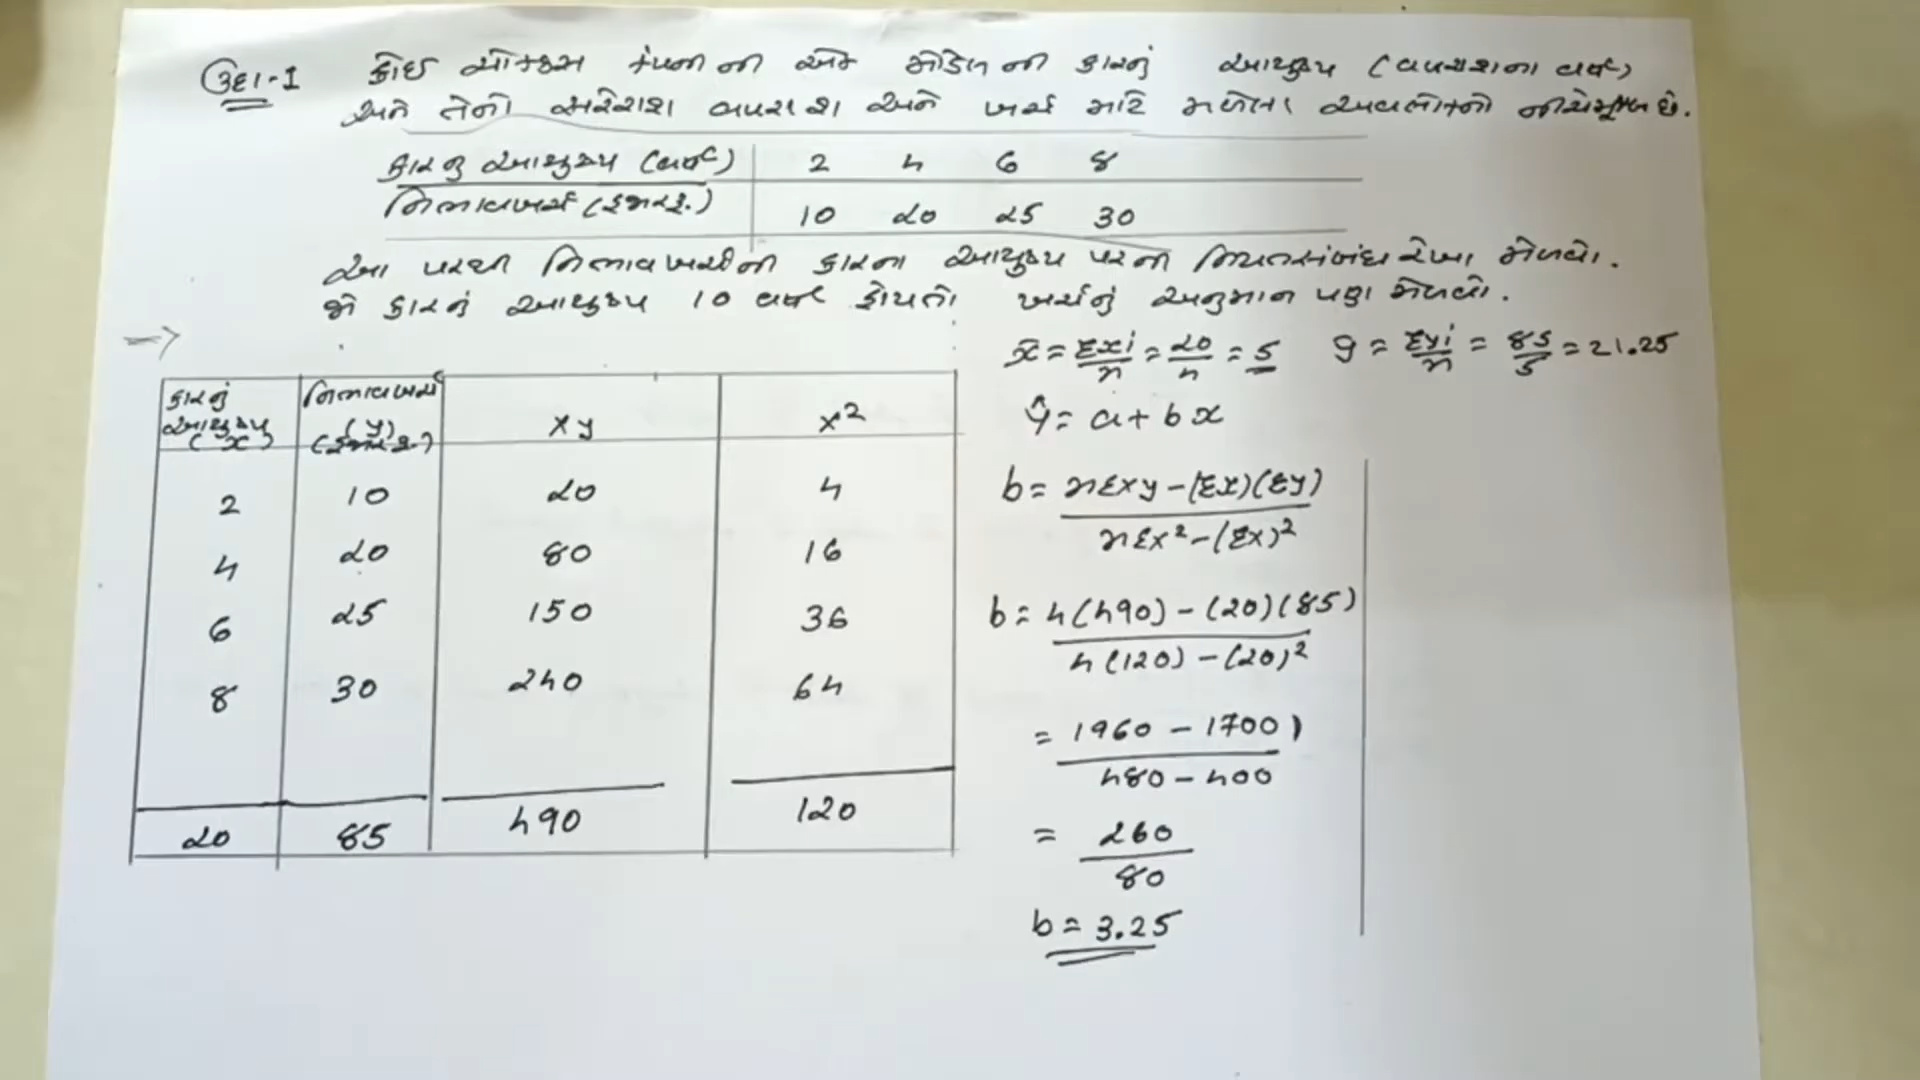 ઉદા-1 કોઈ ચોક્કસ કંપનીની એક મોડેલની કારનું આયુષ્ય (વપરાશના વર્ષ)
અને તેનો સરેરાશ વપરાશ અને ખર્ચ માટે મળેલા અવલોકનો નીચે મુજબ છે.
કારનું આયુષ્ય (વર્ષ) 2 4 6 8
નિભાવખર્ચ (હજાર રૂ.) 10 20 25 30
આ પરથી નિભાવખર્ચની કારના આયુષ્ય પરની નિયતસંબંધ રેખા મેળવો.
જો કારનું આયુષ્ય 10 વર્ષ હોય તો ખર્ચનું અનુમાન પણ મેળવો.
x̄ = Σxi/n = 20/4 = 5 ȳ = Σyi/n = 85/5 = 21.25
કારનું આયુષ્ય (x) નિભાવખર્ચ (y) (હજાર રૂ.) xy x²
2 10 20 4
4 20 80 16
6 25 150 36
8 30 240 64
20 85 490 120
ŷ = a + bx
b = nΣxy - (Σx)(Σy) / nΣx² - (Σx)²
b = 4(490) - (20)(85) / 4(120) - (20)²
= 1960 - 1700) / 480 - 400
= 260 / 80
b = 3.25